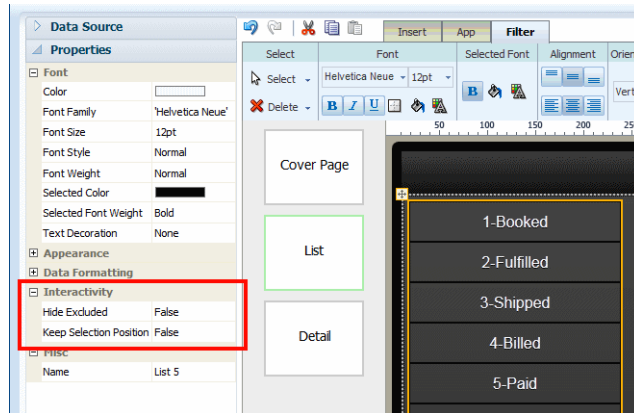 Data Source
Properties
Font
Color
Font Family 'Helvetica Neue'
Font Size 12pt
Font Style Normal
Font Weight Normal
Selected Color
Selected Font Weight Bold
Text Decoration None
Appearance
Data Formatting
Interactivity
Hide Excluded False
Keep Selection Position False
Misc
Name List 5
Insert App Filter
Select Font Selected Font Alignment Orien
Select Helvetica Neue 12pt
Vert
Delete B I U B
50 100 150 200 25
Cover Page
List
Detail
1-Booked
2-Fulfilled
3-Shipped
4-Billed
5-Paid